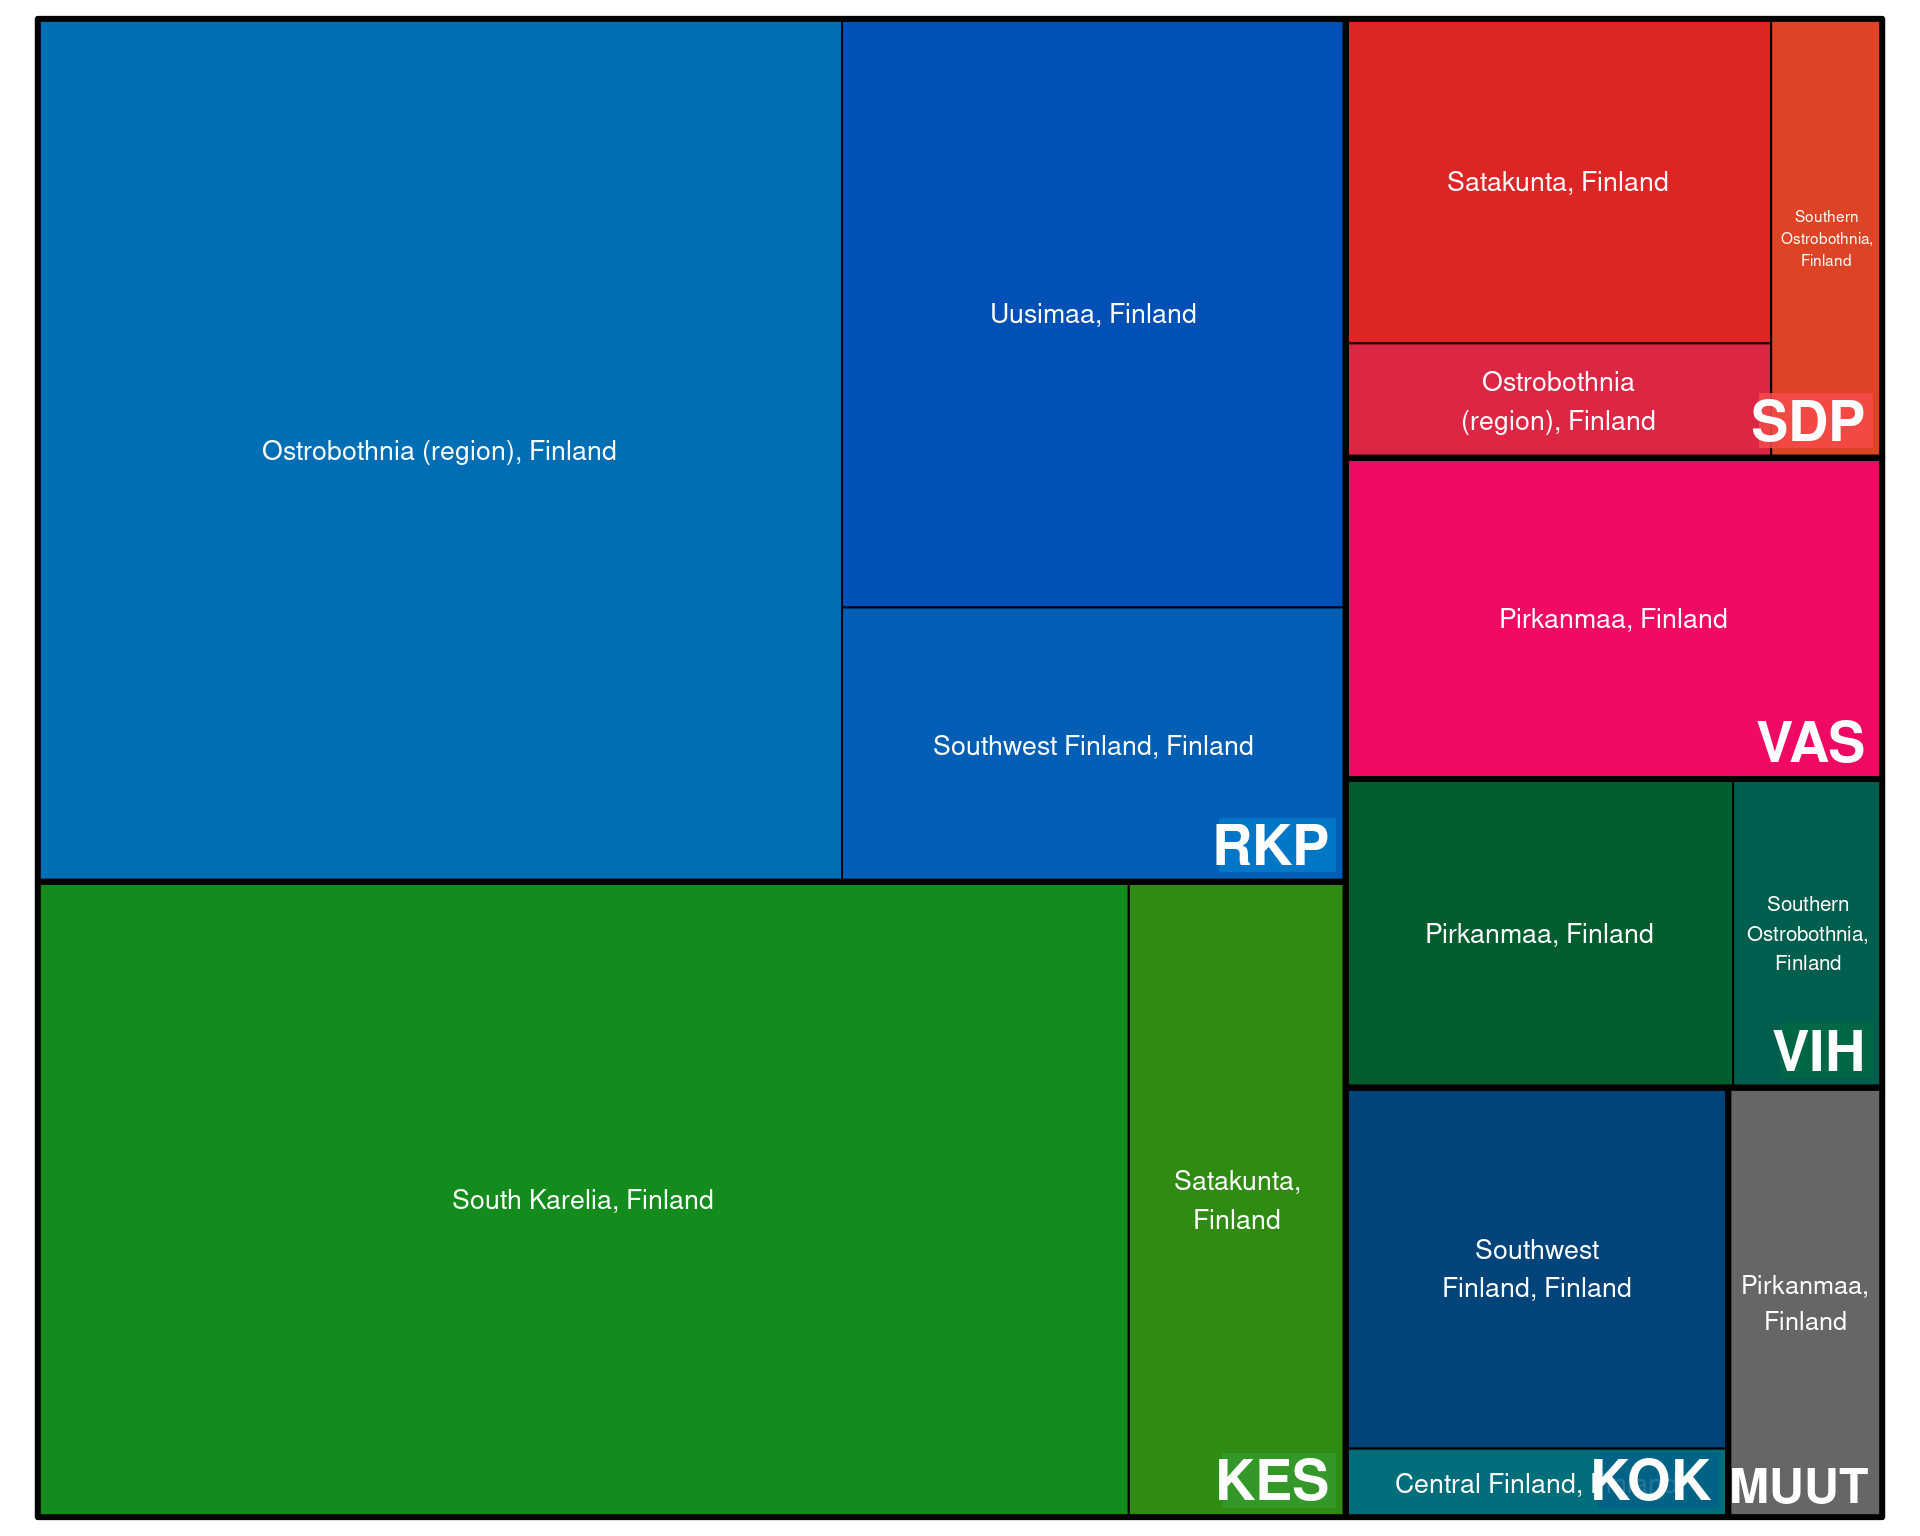 Ostrobothnia (region), Finland
Uusimaa, Finland
Southwest Finland, Finland
RKP
South Karelia, Finland
Satakunta,
Finland
KES
Satakunta, Finland
Ostrobothnia
(region), Finland
Southern
Ostrobothnia,
Finland
SDP
Pirkanmaa, Finland
VAS
Pirkanmaa, Finland
Southern
Ostrobothnia,
Finland
VIH
Southwest
Finland, Finland
Central Finland,
KOK
Pirkanmaa,
Finland
MUUT